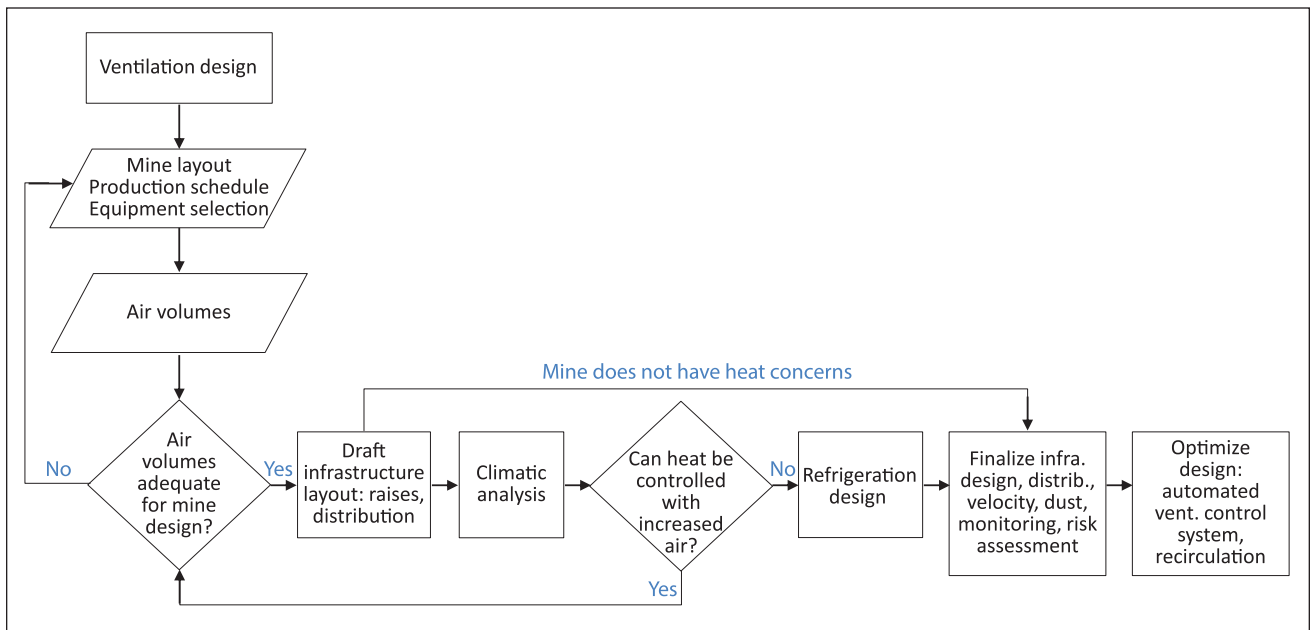 Ventilation design
Mine layout
Production schedule
Equipment selection
Air volumes
Mine does not have heat concerns
Air
volumes
adequate
for mine
design?
No
Yes
Draft
infrastructure
layout: raises,
distribution
Climatic
analysis
Can heat be
controlled
with
increased
air?
No
Yes
Refrigeration
design
Finalize infra.
design, distrib.,
velocity, dust,
monitoring, risk
assessment
Optimize
design:
automated
vent. control
system,
recirculation